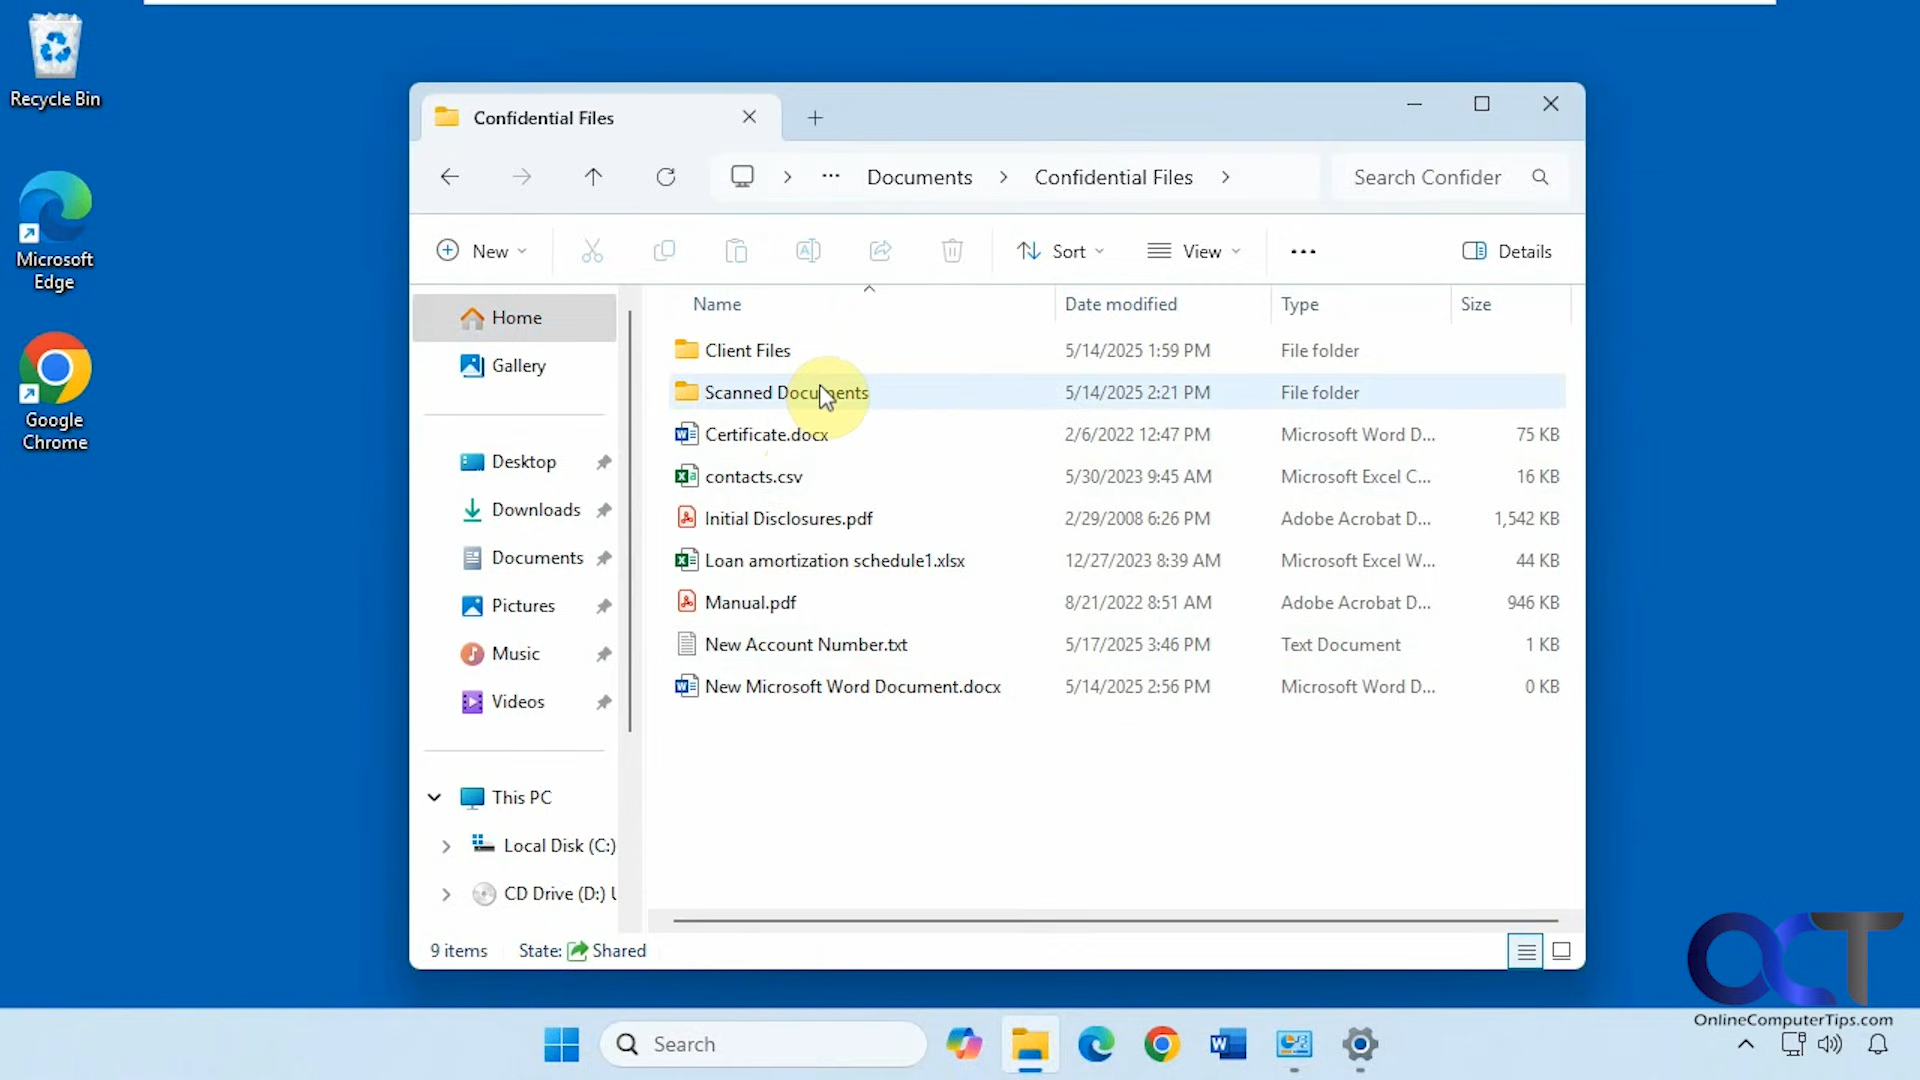 Recycle Bin
Microsoft
Edge
Google
Chrome
Confidential Files
Documents
Confidential Files
Search Confider
New
Sort
View
Details
Home
Gallery
Desktop
Downloads
Documents
Pictures
Music
Videos
This PC
Local Disk (C:)
CD Drive (D:) U
Name Date modified Type Size
Client Files 5/14/2025 1:59 PM File folder
Scanned Documents 5/14/2025 2:21 PM File folder
Certificate.docx 2/6/2022 12:47 PM Microsoft Word D... 75 KB
contacts.csv 5/30/2023 9:45 AM Microsoft Excel C... 16 KB
Initial Disclosures.pdf 2/29/2008 6:26 PM Adobe Acrobat D... 1,542 KB
Loan amortization schedule1.xlsx 12/27/2023 8:39 AM Microsoft Excel W... 44 KB
Manual.pdf 8/21/2022 8:51 AM Adobe Acrobat D... 946 KB
New Account Number.txt 5/17/2025 3:46 PM Text Document 1 KB
New Microsoft Word Document.docx 5/14/2025 2:56 PM Microsoft Word D... 0 KB
9 items State: Shared
OCT
OnlineComputerTips.com
Search